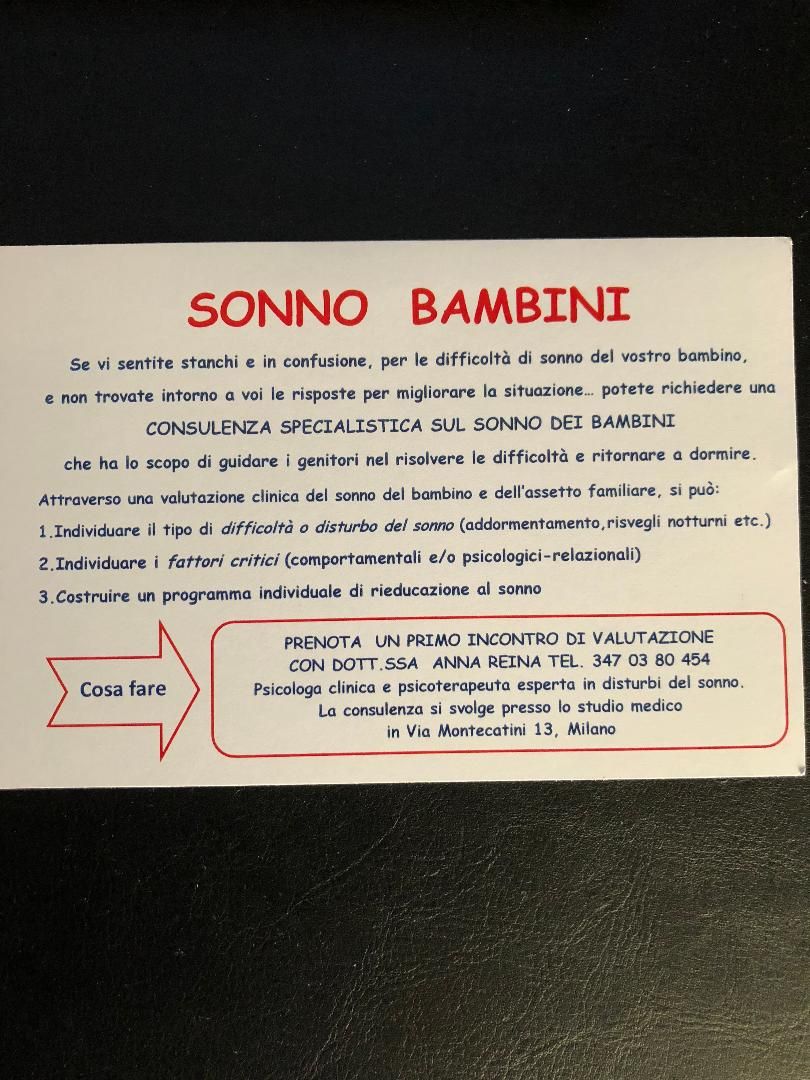 SONNO BAMBINI
Se vi sentite stanchi e in confusione, per le difficoltà di sonno del vostro bambino,
e non trovate intorno a voi le risposte per migliorare la situazione… potete richiedere una
CONSULENZA SPECIALISTICA SUL SONNO DEI BAMBINI
che ha lo scopo di guidare i genitori nel risolvere le difficoltà e ritornare a dormire.
Attraverso una valutazione clinica del sonno del bambino e dell'assetto familiare, si può:
1.Individuare il tipo di difficoltà o disturbo del sonno (addormentamento,risvegli notturni etc.)
2.Individuare i fattori critici (comportamentali e/o psicologici-relazionali)
3.Costruire un programma individuale di rieducazione al sonno
Cosa fare
PRENOTA UN PRIMO INCONTRO DI VALUTAZIONE
CON DOTT.SSA ANNA REINA TEL. 347 03 80 454
Psicologa clinica e psicoterapeuta esperta in disturbi del sonno.
La consulenza si svolge presso lo studio medico
in Via Montecatini 13, Milano